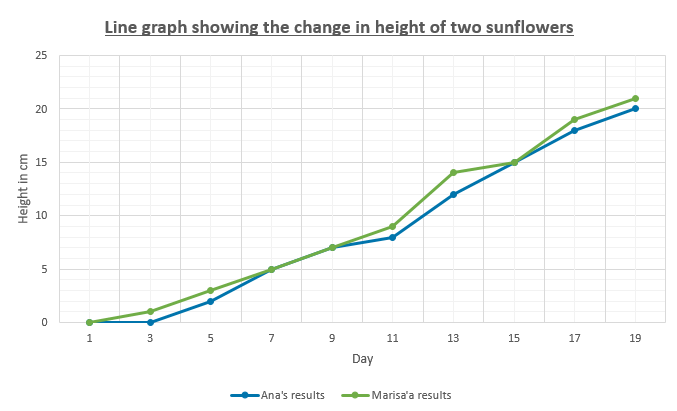 Line graph showing the change in height of two sunflowers
25
20
15
10
5
0
Height in cm
1 3 5 7 9 11 13 15 17 19
Day
Ana's results Marisa'a results